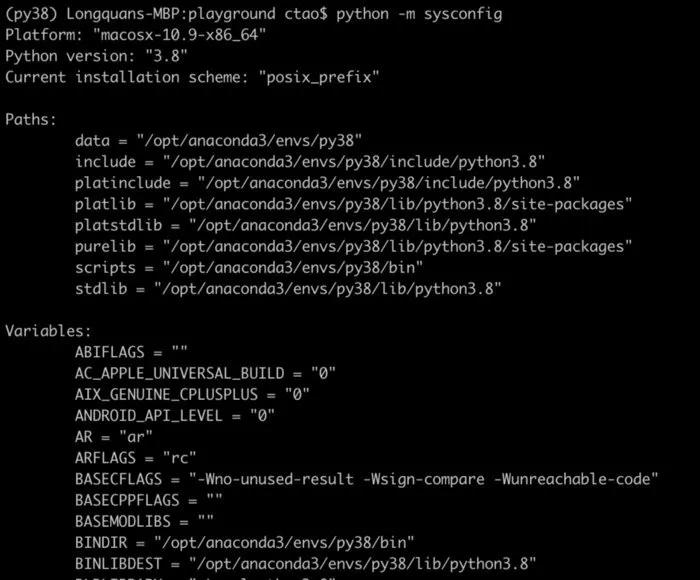 (py38) Longquans-MBP:playground ctao$ python -m sysconfig
Platform: "macosx-10.9-x86_64"
Python version: "3.8"
Current installation scheme: "posix_prefix"

Paths:
        data = "/opt/anaconda3/envs/py38"
        include = "/opt/anaconda3/envs/py38/include/python3.8"
        platinclude = "/opt/anaconda3/envs/py38/include/python3.8"
        platlib = "/opt/anaconda3/envs/py38/lib/python3.8/site-packages"
        platstdlib = "/opt/anaconda3/envs/py38/lib/python3.8"
        purelib = "/opt/anaconda3/envs/py38/lib/python3.8/site-packages"
        scripts = "/opt/anaconda3/envs/py38/bin"
        stdlib = "/opt/anaconda3/envs/py38/lib/python3.8"

Variables:
        ABIFLAGS = ""
        AC_APPLE_UNIVERSAL_BUILD = "0"
        AIX_GENUINE_CPLUSPLUS = "0"
        ANDROID_API_LEVEL = "0"
        AR = "ar"
        ARFLAGS = "rc"
        BASECFLAGS = "-Wno-unused-result -Wsign-compare -Wunreachable-code"
        BASECPPFLAGS = ""
        BASEMODLIBS = ""
        BINDIR = "/opt/anaconda3/envs/py38/bin"
        BINLIBDEST = "/opt/anaconda3/envs/py38/lib/python3.8"